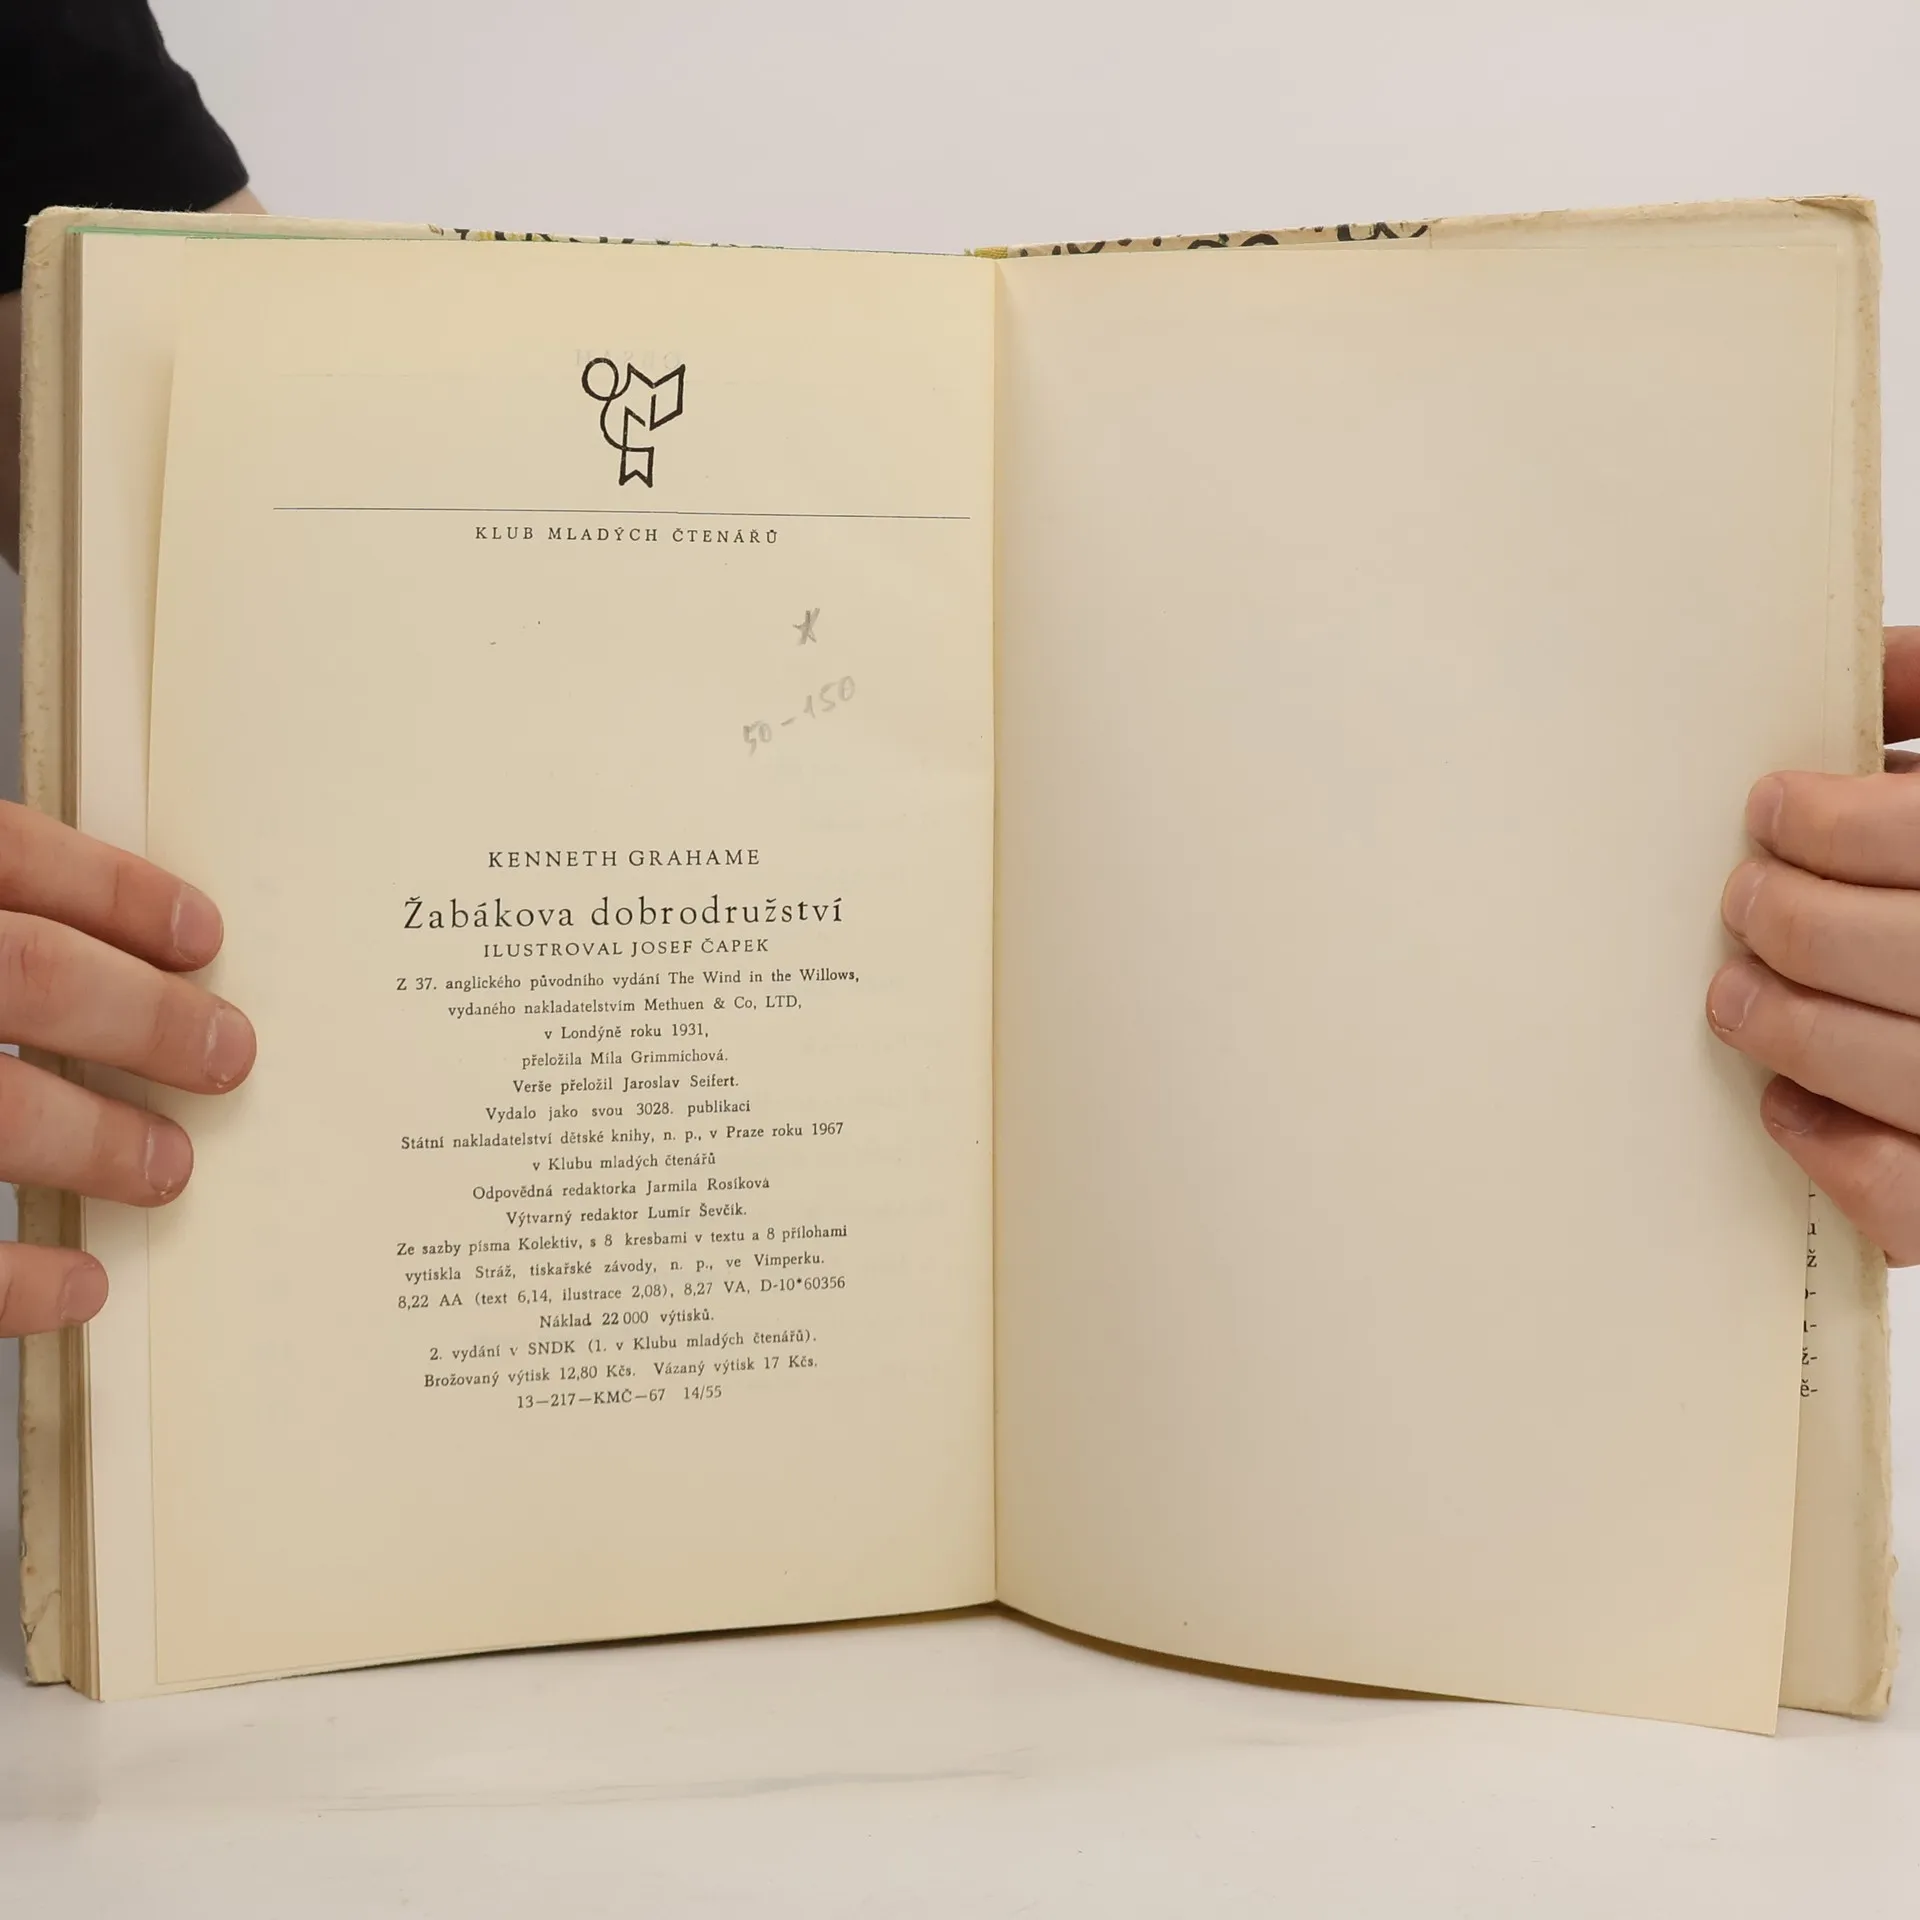 KLUB MLADÝCH ČTENÁŘŮ
50-150
KENNETH GRAHAME
Žabákova dobrodružství
ILUSTROVAL JOSEF ČAPEK
Z 37. anglického původního vydání The Wind in the Willows,
vydaného nakladatelstvím Methuen & Co, LTD,
v Londýně roku 1931,
přeložila Míla Grimmichová.
Verše přeložil Jaroslav Seifert.
Vydalo jako svou 3028. publikaci
Státní nakladatelství dětské knihy, n. p., v Praze roku 1967
v Klubu mladých čtenářů
Odpovědná redaktorka Jarmila Rosíková
Výtvarný redaktor Lumír Ševčík.
Ze sazby písma Kolektiv, s 8 kresbami v textu a 8 přílohami
vytiskla Stráž, tiskařské závody, n. p., ve Vimperku.
8,22 AA (text 6,14, ilustrace 2,08), 8,27 VA, D-10*60356
Náklad 22 000 výtisků.
2. vydání v SNDK (1. v Klubu mladých čtenářů).
Brožovaný výtisk 12,80 Kčs. Vázaný výtisk 17 Kčs.
13—217—KMČ—67 14/55